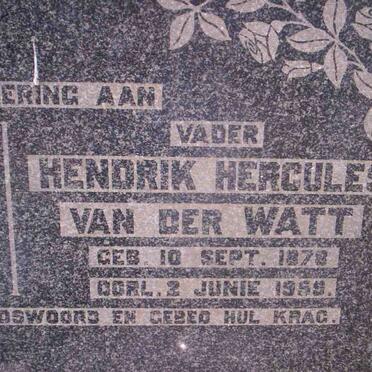 ERING AAN
VADER
HENDRIK HERCULES
VAN DER WATT
GEB. 10 SEPT. 1878
OORL. 2 JUNIE 1959.
OSWOORD EN GEBED HUL KRAG.